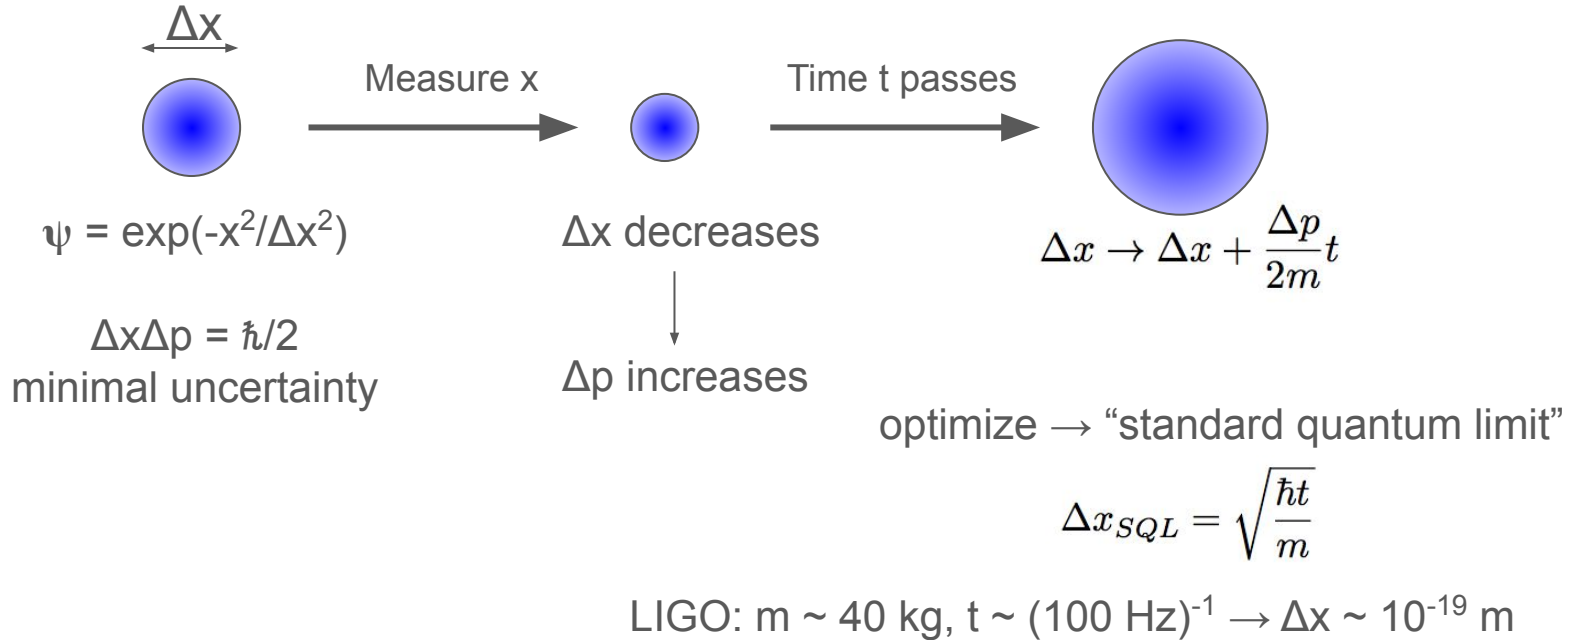 Δx
Measure x
Time t passes
ψ = exp(-x²/Δx²)
Δx decreases
Δx → Δx + Δp/2m t
ΔxΔp = ℏ/2
minimal uncertainty
Δp increases
optimize → “standard quantum limit”
Δx_SQL = √(ℏt/m)
LIGO: m ~ 40 kg, t ~ (100 Hz)⁻¹ → Δx ~ 10⁻¹⁹ m